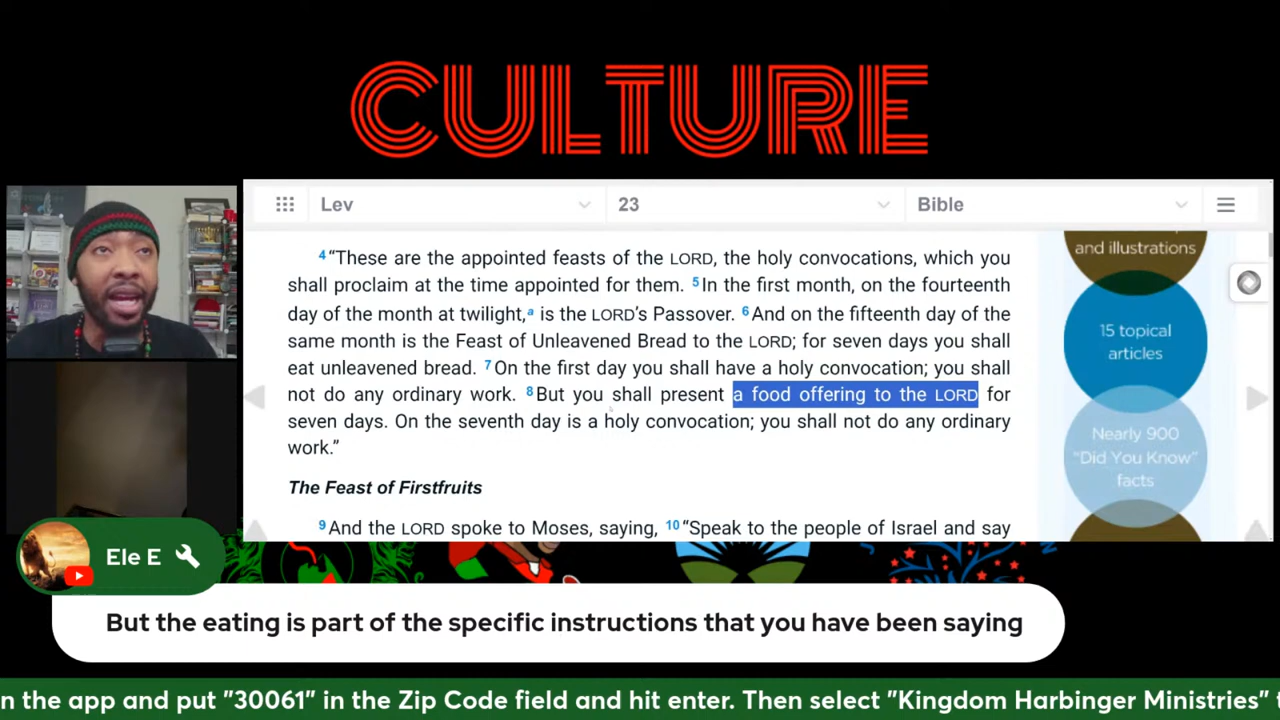 CULTURE
Lev 23 Bible
4 “These are the appointed feasts of the LORD, the holy convocations, which you
shall proclaim at the time appointed for them. 5 In the first month, on the fourteenth
day of the month at twilight,a is the LORD’s Passover. 6 And on the fifteenth day of the
same month is the Feast of Unleavened Bread to the LORD; for seven days you shall
eat unleavened bread. 7 On the first day you shall have a holy convocation; you shall
not do any ordinary work. 8 But you shall present a food offering to the LORD for
seven days. On the seventh day is a holy convocation; you shall not do any ordinary
work.”
The Feast of Firstfruits
9 And the LORD spoke to Moses, saying, 10 “Speak to the people of Israel and say
and illustrations
15 topical
articles
Nearly 900
"Did You Know"
facts
Ele E
But the eating is part of the specific instructions that you have been saying
n the app and put "30061" in the Zip Code field and hit enter. Then select "Kingdom Harbinger Ministries"